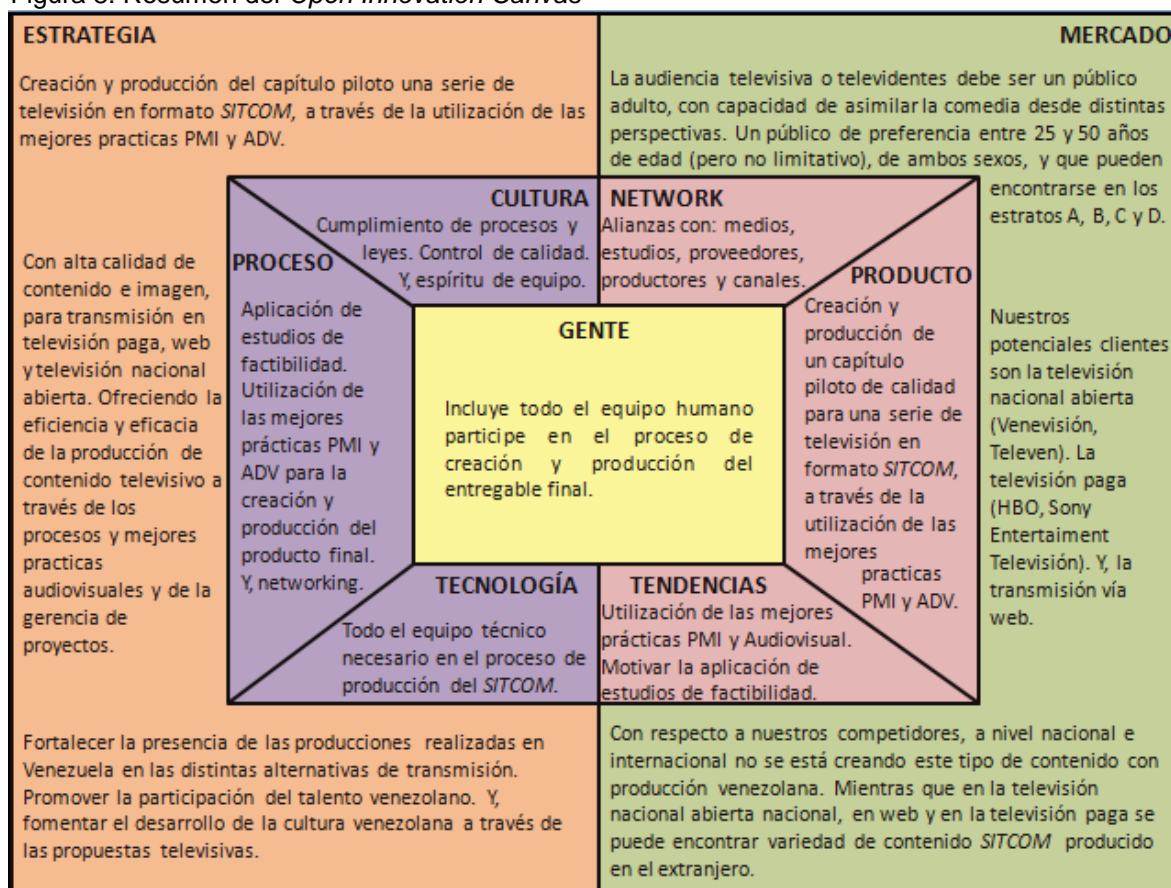 Figura Resumen del Open Innovation Canvas
ESTRATEGIA
Creación y producción del capítulo piloto una serie de
televisión en formato SITCOM, a través de la utilización de las
mejores practicas PMI y ADV.
Con alta calidad de
contenido e imagen,
para transmisión en
televisión paga, web
y televisión nacional
abierta. Ofreciendo la
eficiencia y eficacia
de la producción de
contenido televisivo a
través de los
procesos y mejores
practicas
audiovisuales y de la
gerencia de
proyectos.
Fortalecer la presencia de las producciones realizadas en
Venezuela en las distintas alternativas de transmisión.
Promover la participación del talento venezolano. Y,
fomentar el desarrollo de la cultura venezolana a través de
las propuestas televisivas.
MERCADO
La audiencia televisiva o televidentes debe ser un público
adulto, con capacidad de asimilar la comedia desde distintas
perspectivas. Un público de preferencia entre 25 y 50 años
de edad (pero no limitativo), de ambos sexos, y que pueden
encontrarse en los
estratos A, B, C y D.
Nuestros
potenciales clientes
son la televisión
nacional abierta
(Venevisión,
Televen). La
televisión paga
(HBO, Sony
Entertaiment
Televisión). Y, la
transmisión vía
web.
Con respecto a nuestros competidores, a nivel nacional e
internacional no se está creando este tipo de contenido con
producción venezolana. Mientras que en la televisión
nacional abierta nacional, en web y en la televisión paga se
puede encontrar variedad de contenido SITCOM producido
en el extranjero.
CULTURA
Cumplimiento de procesos y
leyes. Control de calidad.
Y, espíritu de equipo.
NETWORK
Alianzas con: medios,
estudios, proveedores,
productores y canales.
PROCESO
Aplicación de
estudios de
factibilidad.
Utilización de
las mejores
prácticas PMI y
ADV para la
creación y
producción del
producto final.
Y, networking.
GENTE
Incluye todo el equipo humano
participe en el proceso de
creación y producción del
entregable final.
PRODUCTO
Creación y
producción de
un capítulo
piloto de calidad
para una serie de
televisión en
formato SITCOM,
a través de la
utilización de las
mejores
practicas
PMI y ADV.
TECNOLOGÍA
Todo el equipo técnico
necesario en el proceso de
producción del SITCOM.
TENDENCIAS
Utilización de las mejores
prácticas PMI y Audiovisual.
Motivar la aplicación de
estudios de factibilidad.